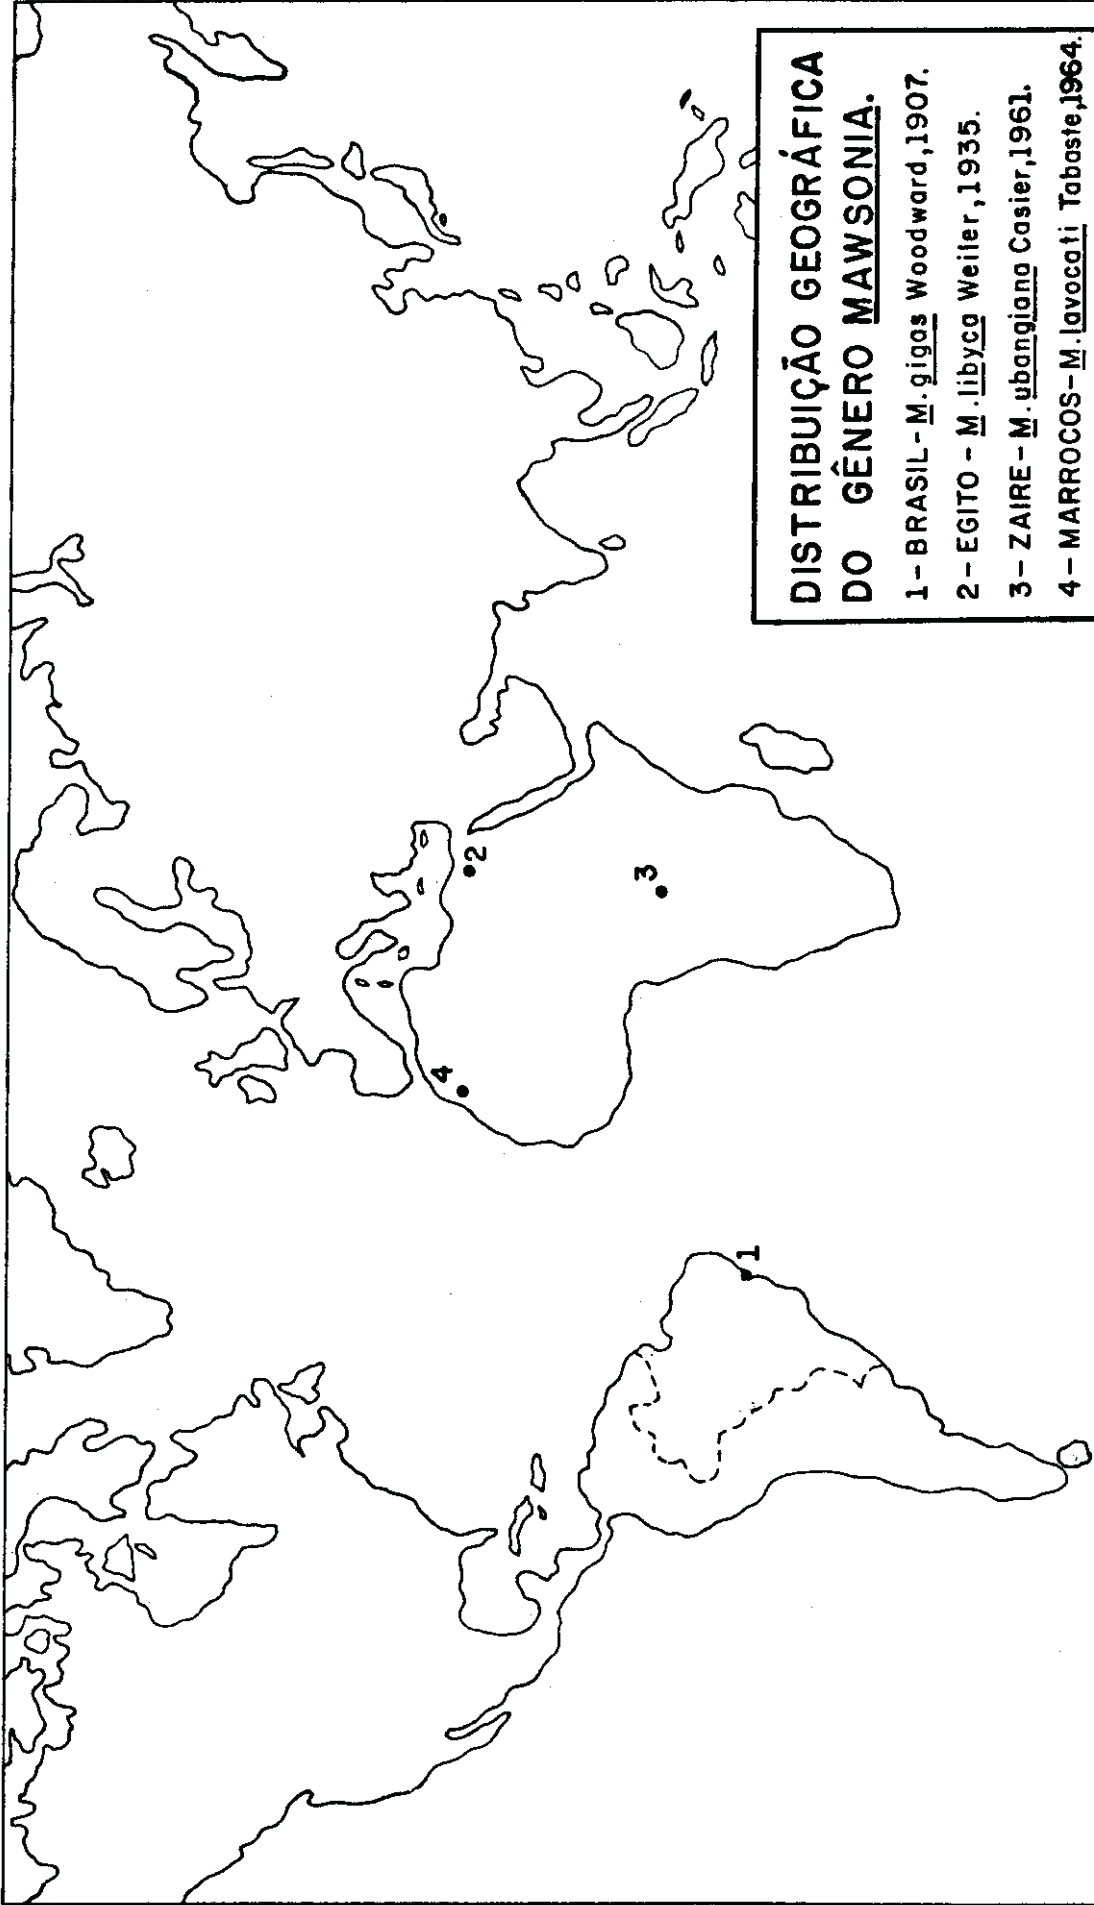 DISTRIBUIÇÃO GEOGRÁFICA
DO GÊNERO MAWSONIA.
1-BRASIL-M.gigas Woodward,1907.
2-EGITO-M.libyca Weiler,1935.
3-ZAIRE-M.ubangiana Casier,1961.
4-MARROCOS-M.lavocati Tabaste,1964.
4
2
3
1